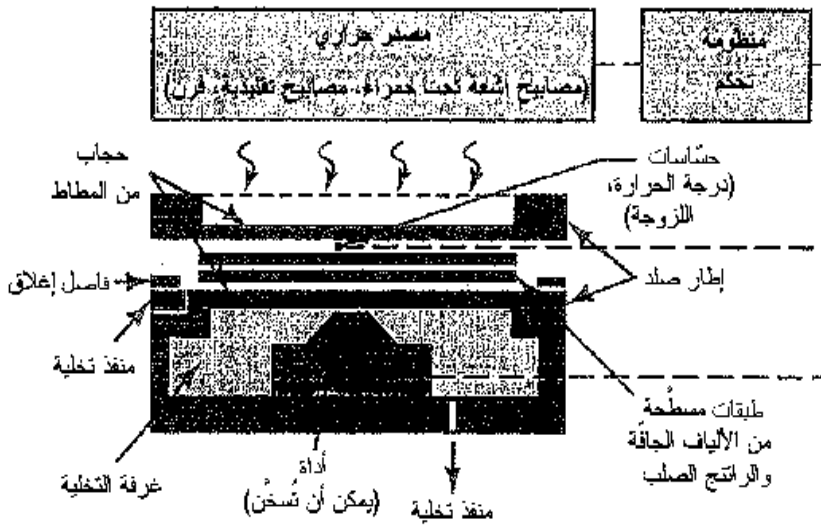 مصدر حراري
(مصابيح أشعة تحت حمراء، مصابيح تقليدية، فرن)
منظومة
تحكم
حجاب
من المطاط
حسّاسات
(درجة الحرارة،
اللزوجة)
فاصل إغلاق
إطار صلد
منفذ تخلية
غرفة التخلية
أداة
(يمكن أن تُسخَّن)
منفذ تخلية
طبقات مسطَّحة
من الألياف الجافّة
والراتنج الصلب